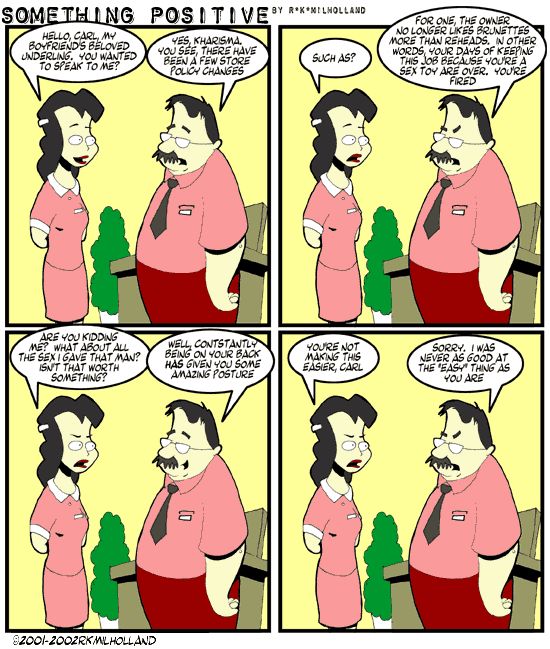 SOMETHING POSITIVE BY R*K*MILHOLLAND
HELLO, CARL, MY
BOYFRIEND'S BELOVED
UNDERLING. YOU WANTED
TO SPEAK TO ME?
YES, KHARISMA.
YOU SEE, THERE HAVE
BEEN A FEW STORE
POLICY CHANGES
SUCH AS?
FOR ONE, THE OWNER
NO LONGER LIKES BRUNETTES
MORE THAN REHEADS. IN OTHER
WORDS, YOUR DAYS OF KEEPING
THIS JOB BECAUSE YOU'RE A
SEX TOY ARE OVER. YOU'RE
FIRED
ARE YOU KIDDING
ME? WHAT ABOUT ALL
THE SEX I GAVE THAT MAN?
ISN'T THAT WORTH
SOMETHING?
WELL, CONTSTANTLY
BEING ON YOUR BACK
HAS GIVEN YOU SOME
AMAZING POSTURE
YOU'RE NOT
MAKING THIS
EASIER, CARL
SORRY. I WAS
NEVER AS GOOD AT
THE "EASY" THING AS
YOU ARE
©2001-2002RKMILHOLLAND